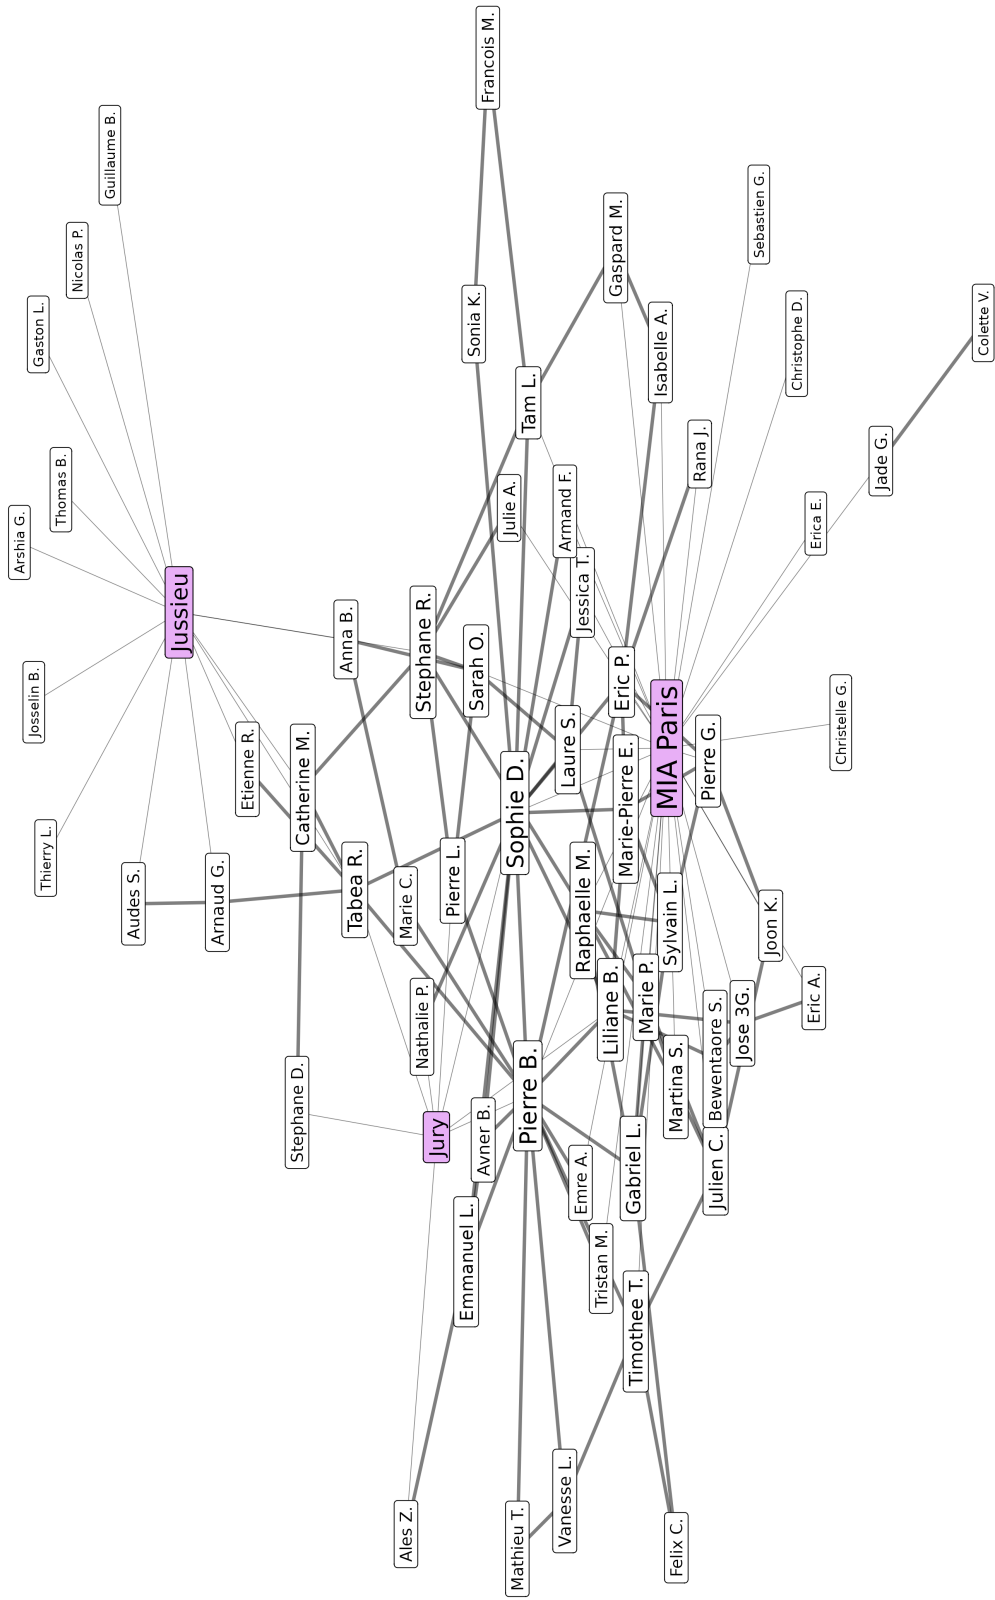 Francois M.
Guillaume B.
Sebastien G.
Nicolas P.
Gaspard M.
Gaston L.
Sonia K.
Colette V.
Christophe D.
Isabelle A.
Tam L.
Rana J.
Jade G.
Thomas B.
Julie A.
Armand F.
Erica E.
Arshia G.
Jessica T.
Jussieu
Anna B.
Stephane R.
Sarah O.
Eric P.
Josselin B.
Laure S.
MIA Paris
Christelle G.
Etienne R.
Catherine M.
Sophie D.
Marie-Pierre E.
Pierre G.
Thierry L.
Audes S.
Arnaud G.
Tabea R.
Marie C.
Pierre L.
Raphaelle M.
Sylvain L.
Joon K.
Nathalie P.
Liliane B.
Marie P.
Jose 3G.
Eric A.
Bewentaore S.
Martina S.
Stephane D.
Jury
Avner B.
Pierre B.
Emre A.
Gabriel L.
Julien C.
Emmanuel L.
Tristan M.
Timothee T.
Ales Z.
Mathieu T.
Vanesse L.
Felix C.